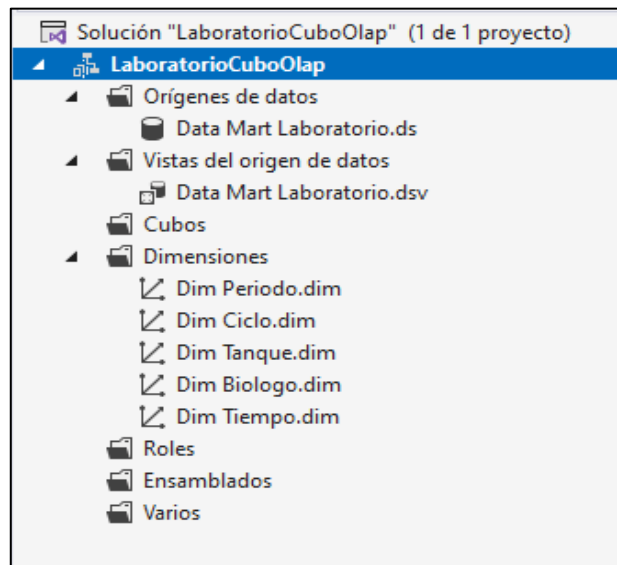 Solución "LaboratorioCuboOlap" (1 de 1 proyecto)
LaboratorioCuboOlap
Orígenes de datos
Data Mart Laboratorio.ds
Vistas del origen de datos
Data Mart Laboratorio.dsv
Cubos
Dimensiones
Dim Periodo.dim
Dim Ciclo.dim
Dim Tanque.dim
Dim Biologo.dim
Dim Tiempo.dim
Roles
Ensamblados
Varios